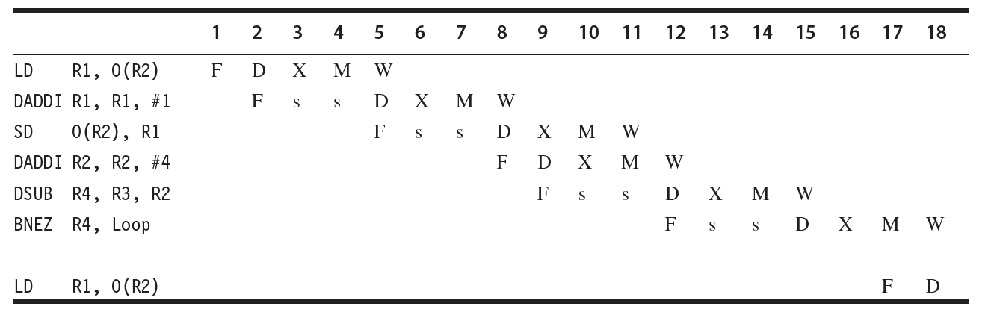 1 2 3 4 5 6 7 8 9 10 11 12 13 14 15 16 17 18
LD R1, 0(R2) F D X M W
DADDI R1, R1, #1 F s s D X M W
SD 0(R2), R1 F s s D X M W
DADDI R2, R2, #4 F D X M W
DSUB R4, R3, R2 F s s D X M W
BNEZ R4, Loop F s s D X M W
LD R1, 0(R2) F D